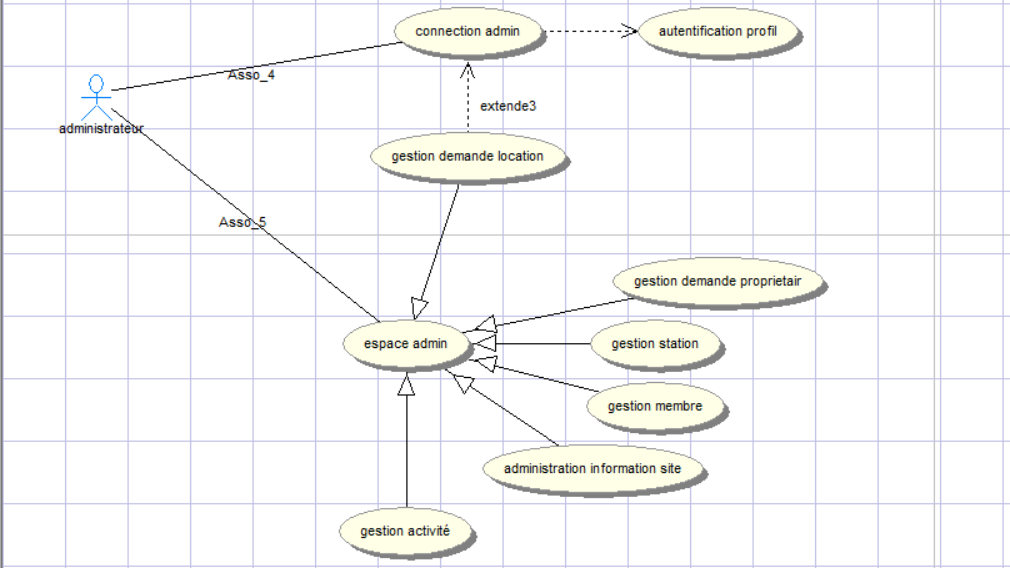 connection admin
autentification profil
Asso_4
extende3
administrateur
gestion demande location
Asso_5
gestion demande proprietair
espace admin
gestion station
gestion membre
administration information site
gestion activité